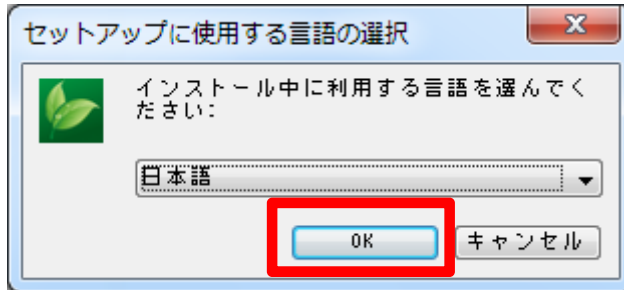 セットアップに使用する言語の選択
インストール中に利用する言語を選んでく
ださい:
日本語
OK
キャンセル